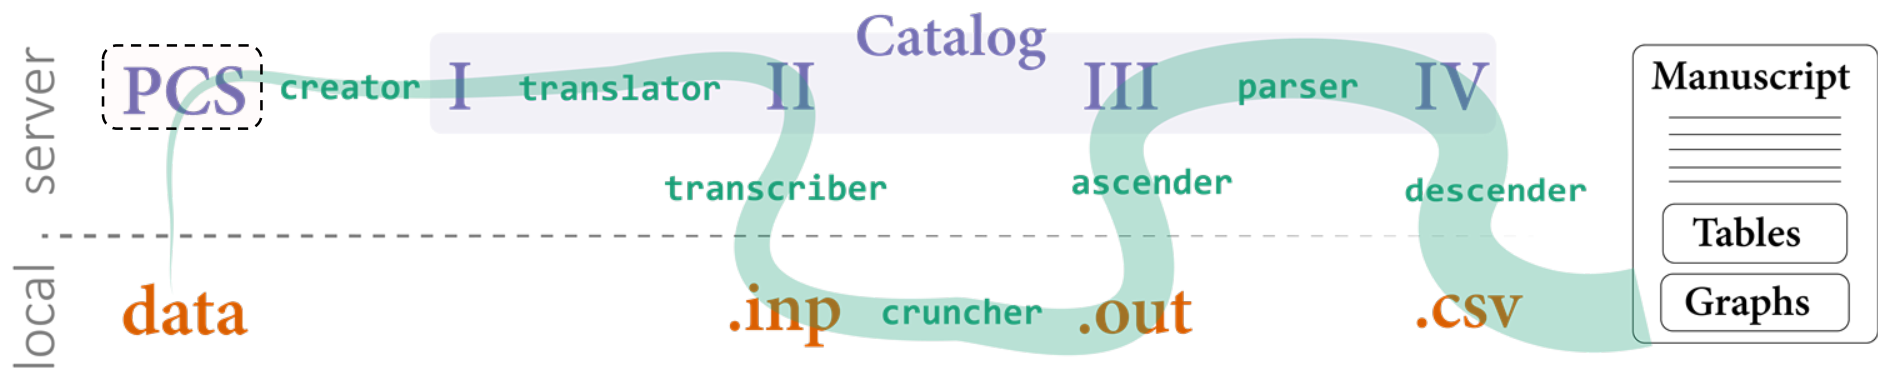 server
local
Catalog
PCS
creator
I
translator
II
III
parser
IV
transcriber
ascender
descender
data
.inp
cruncher
.out
.csv
Manuscript
Tables
Graphs